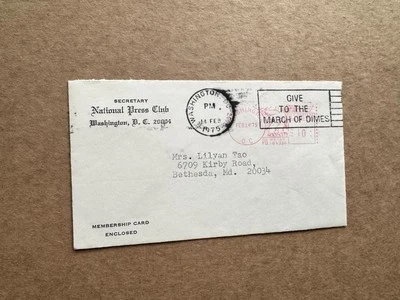 SECRETARY
National Press Club
Washington, D. C. 20004
WASHINGTON, D.C.
PM
14 FEB
1975
GIVE
TO THE
MARCH OF DIMES
Mrs. Lilyan Tao
6709 Kirby Road,
Bethesda, Md. 20034
MEMBERSHIP CARD
ENCLOSED